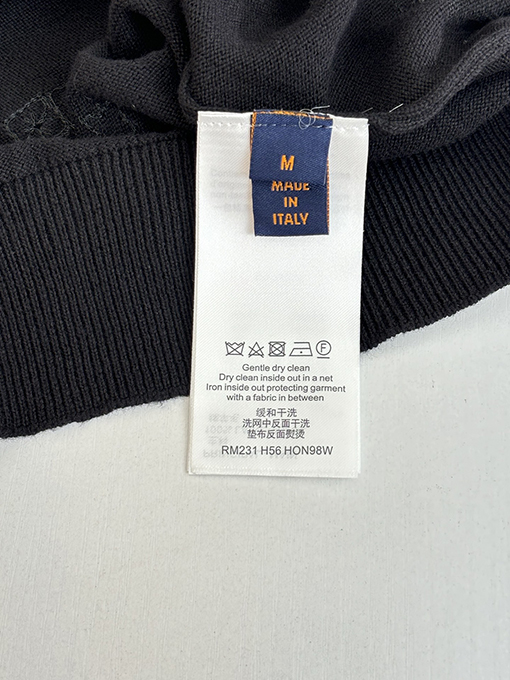 M
MADE
IN
ITALY
Gentle dry clean
Dry clean inside out in a net
Iron inside out protecting garment
with a fabric in between
缓和干洗
洗网中反面干洗
垫布反面熨烫
RM231 H56 HON98W